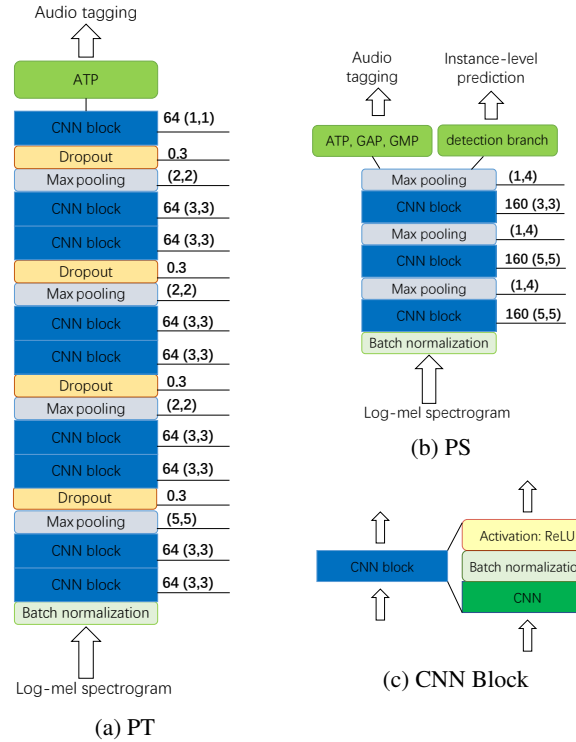 Audio tagging
ATP
CNN block 64 (1,1)
Dropout 0.3
Max pooling (2,2)
CNN block 64 (3,3)
CNN block 64 (3,3)
Dropout 0.3
Max pooling (2,2)
CNN block 64 (3,3)
CNN block 64 (3,3)
Dropout 0.3
Max pooling (2,2)
CNN block 64 (3,3)
CNN block 64 (3,3)
Dropout 0.3
Max pooling (5,5)
CNN block 64 (3,3)
CNN block 64 (3,3)
Batch normalization
Log-mel spectrogram
(a) PT
Audio tagging
Instance-level prediction
ATP, GAP, GMP
detection branch
Max pooling (1,4)
CNN block 160 (3,3)
Max pooling (1,4)
CNN block 160 (5,5)
Max pooling (1,4)
CNN block 160 (5,5)
Batch normalization
Log-mel spectrogram
(b) PS
CNN block
Activation: ReLU
Batch normalization
CNN
(c) CNN Block